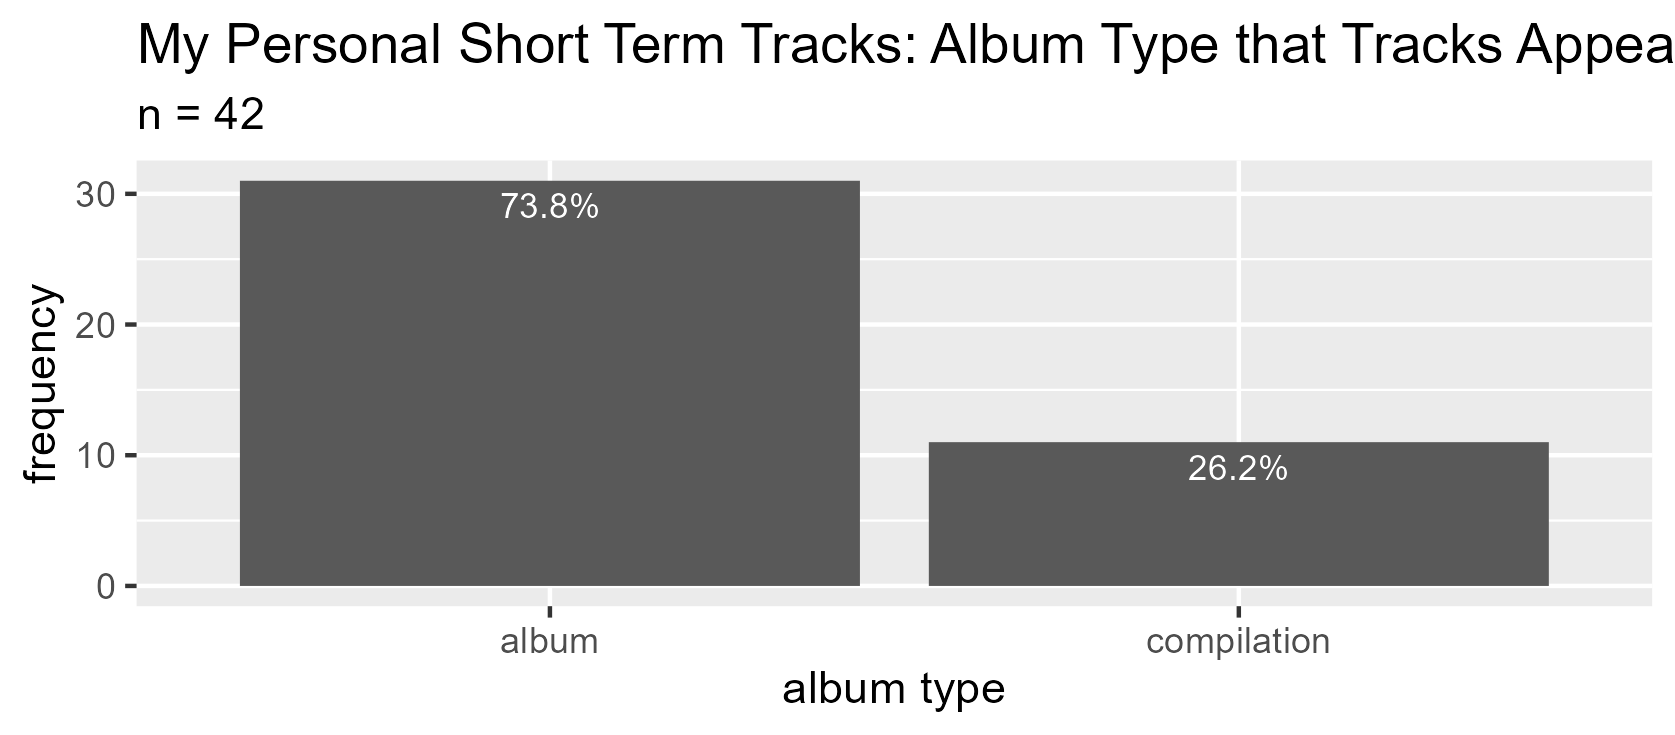 My Personal Short Term Tracks: Album Type that Tracks Appea
n = 42
30
20
10
0
frequency
73.8%
26.2%
album
compilation
album type